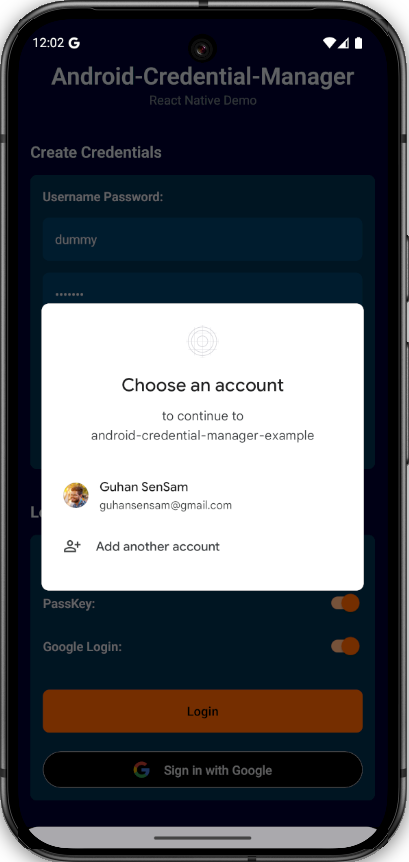 12:02 G
Android-Credential-Manager
React Native Demo
Create Credentials
Username Password:
dummy
•••••••
Choose an account
to continue to
android-credential-manager-example
Guhan SenSam
guhansensam@gmail.com
Add another account
PassKey:
Google Login:
Login
Sign in with Google